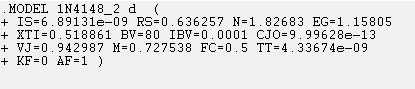 .MODEL 1N4148_2 d  (
+ IS=6.89131e-09 RS=0.636257 N=1.82683 EG=1.15805
+ XTI=0.518861 BV=80 IBV=0.0001 CJO=9.99628e-13
+ VJ=0.942987 M=0.727538 FC=0.5 TT=4.33674e-09
+ KF=0 AF=1 )